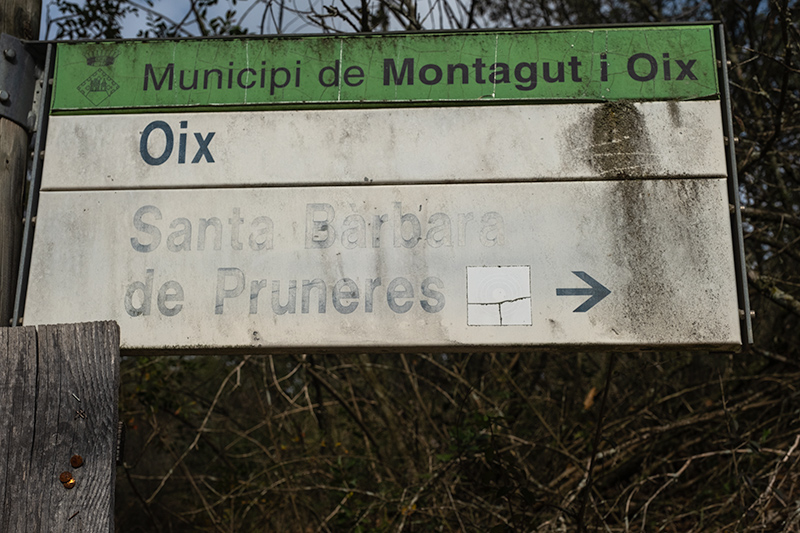 Municipi de Montagut i Oix
Oix
Santa Barbara
de Pruneres